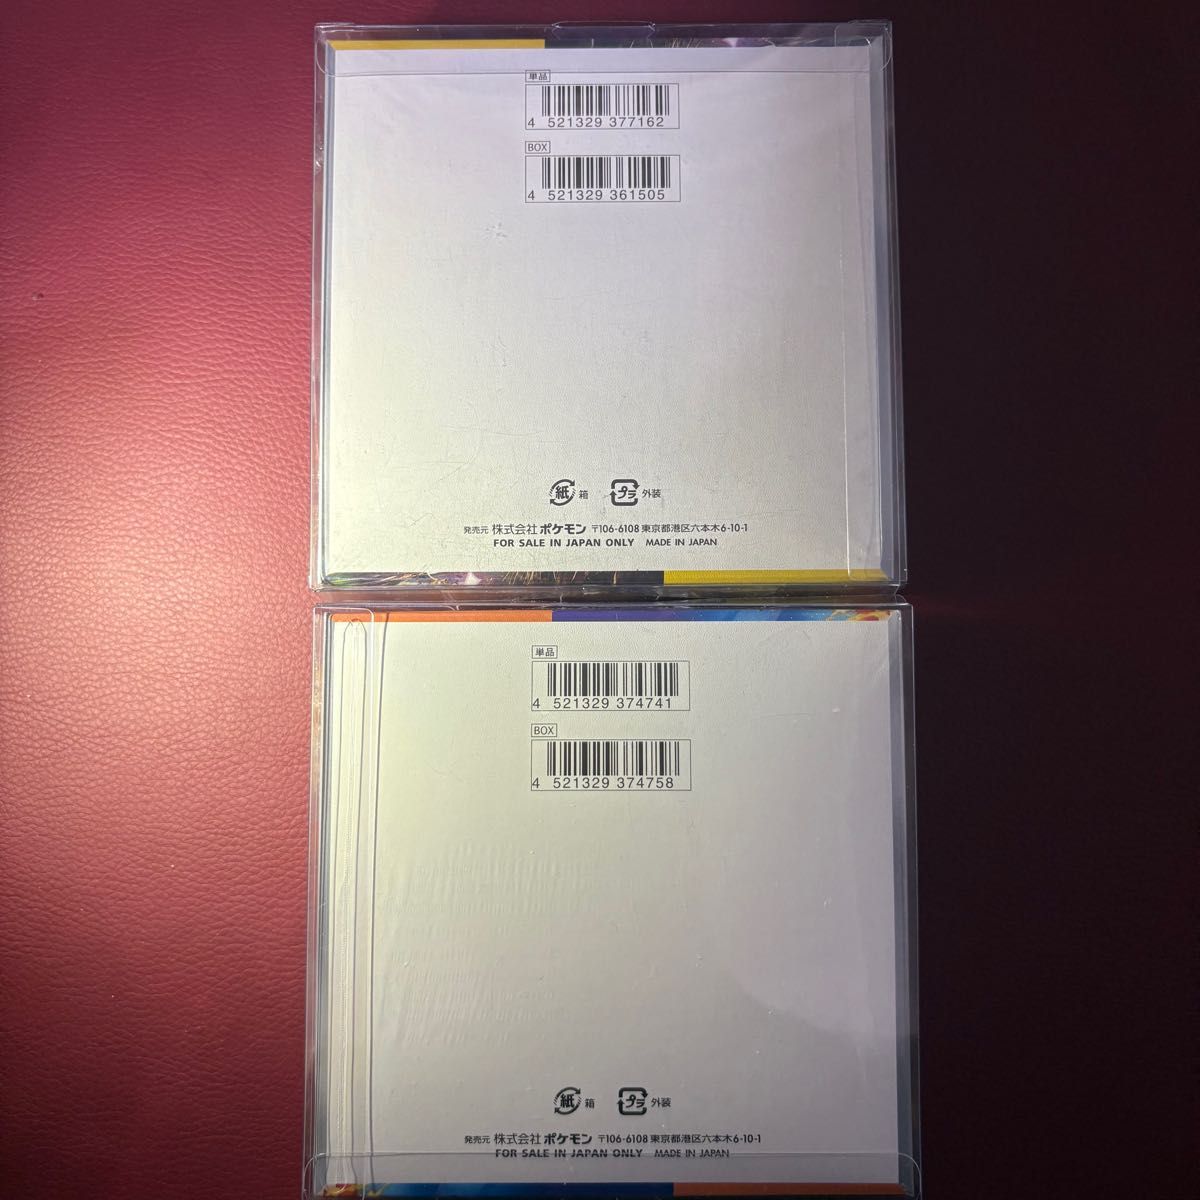 単品
4 521329 377162
BOX
4 521329 361505
紙 箱 プラ 外装
発売元 株式会社ポケモン 〒106-6108 東京都港区六本木6-10-1
FOR SALE IN JAPAN ONLY MADE IN JAPAN
単品
4 521329 374741
BOX
4 521329 374758
紙 箱 プラ 外装
発売元 株式会社ポケモン 〒106-6108 東京都港区六本木6-10-1
FOR SALE IN JAPAN ONLY MADE IN JAPAN